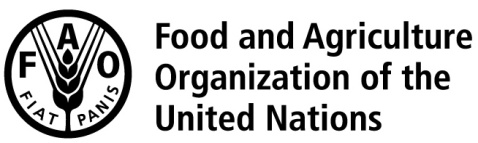 FAO
FIAT PANIS
Food and Agriculture
Organization of the
United Nations